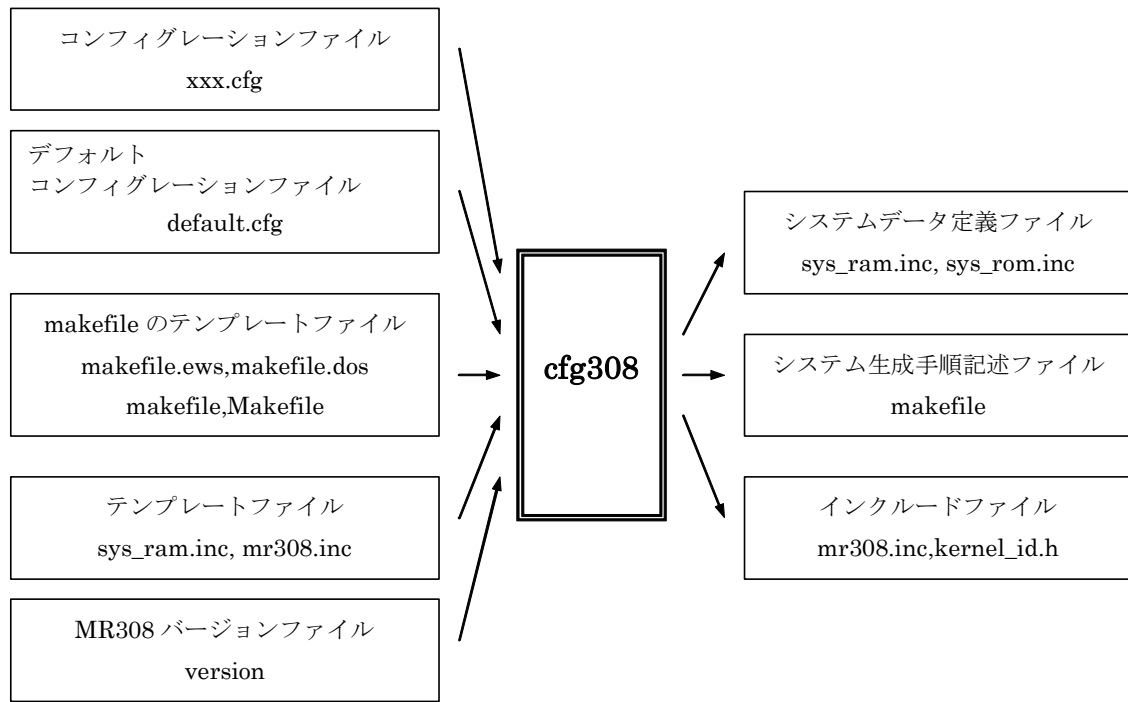 コンフィグレーションファイル
xxx.cfg
デフォルト
コンフィグレーションファイル
default.cfg
makefile のテンプレートファイル
makefile.ews,makefile.dos
makefile,Makefile
テンプレートファイル
sys_ram.inc, mr308.inc
MR308 バージョンファイル
version
cfg308
システムデータ定義ファイル
sys_ram.inc, sys_rom.inc
システム生成手順記述ファイル
makefile
インクルードファイル
mr308.inc,kernel_id.h